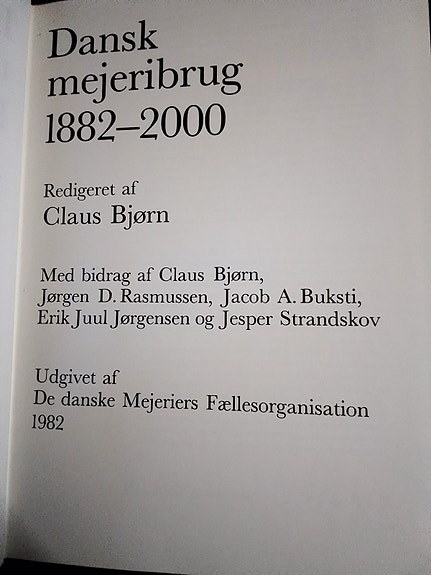 Dansk
mejeribrug
1882–2000
Redigeret af
Claus Bjørn
Med bidrag af Claus Bjørn,
Jørgen D. Rasmussen, Jacob A. Buksti,
Erik Juul Jørgensen og Jesper Strandskov
Udgivet af
De danske Mejeriers Fællesorganisation
1982